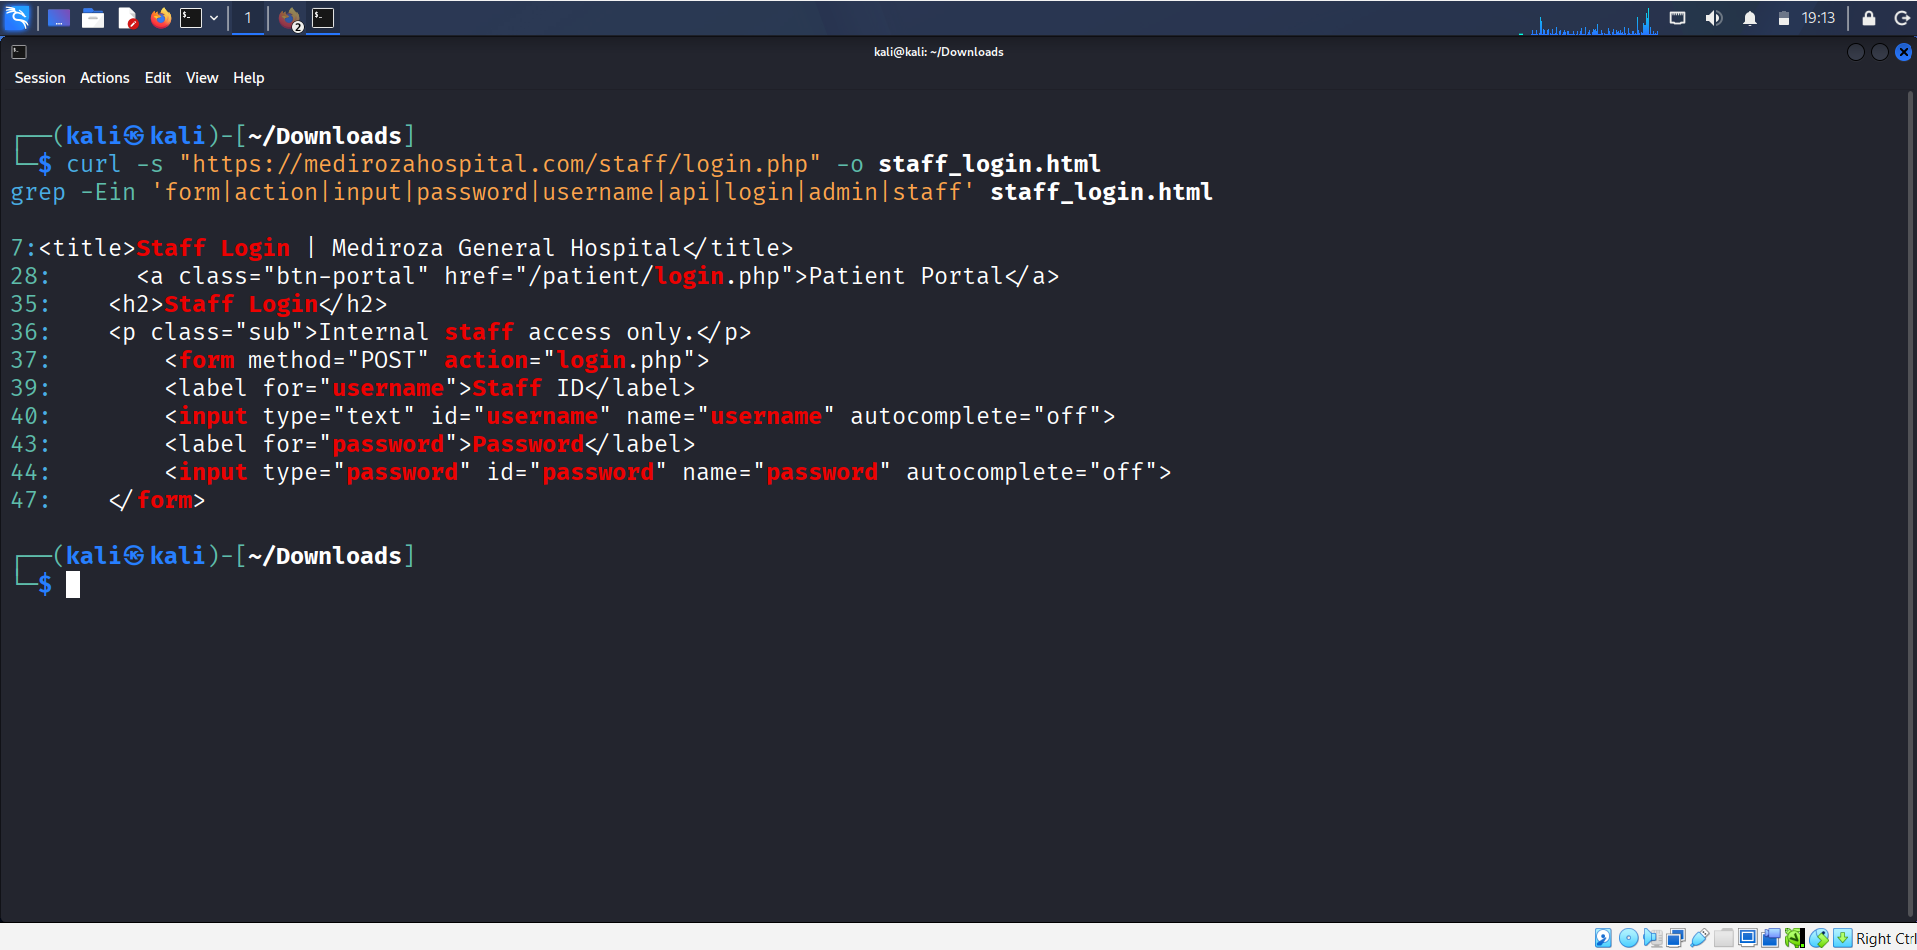 1
2
19:13
kali@kali: ~/Downloads
Session Actions Edit View Help
┌──(kali㉿kali)-[~/Downloads]
└─$ curl -s "https://medirozahospital.com/staff/login.php" -o staff_login.html
grep -Ein 'form|action|input|password|username|api|login|admin|staff' staff_login.html
7:<title>Staff Login | Mediroza General Hospital</title>
28:      <a class="btn-portal" href="/patient/login.php">Patient Portal</a>
35:    <h2>Staff Login</h2>
36:    <p class="sub">Internal staff access only.</p>
37:        <form method="POST" action="login.php">
39:        <label for="username">Staff ID</label>
40:        <input type="text" id="username" name="username" autocomplete="off">
43:        <label for="password">Password</label>
44:        <input type="password" id="password" name="password" autocomplete="off">
47:    </form>
┌──(kali㉿kali)-[~/Downloads]
└─$
Right Ctrl